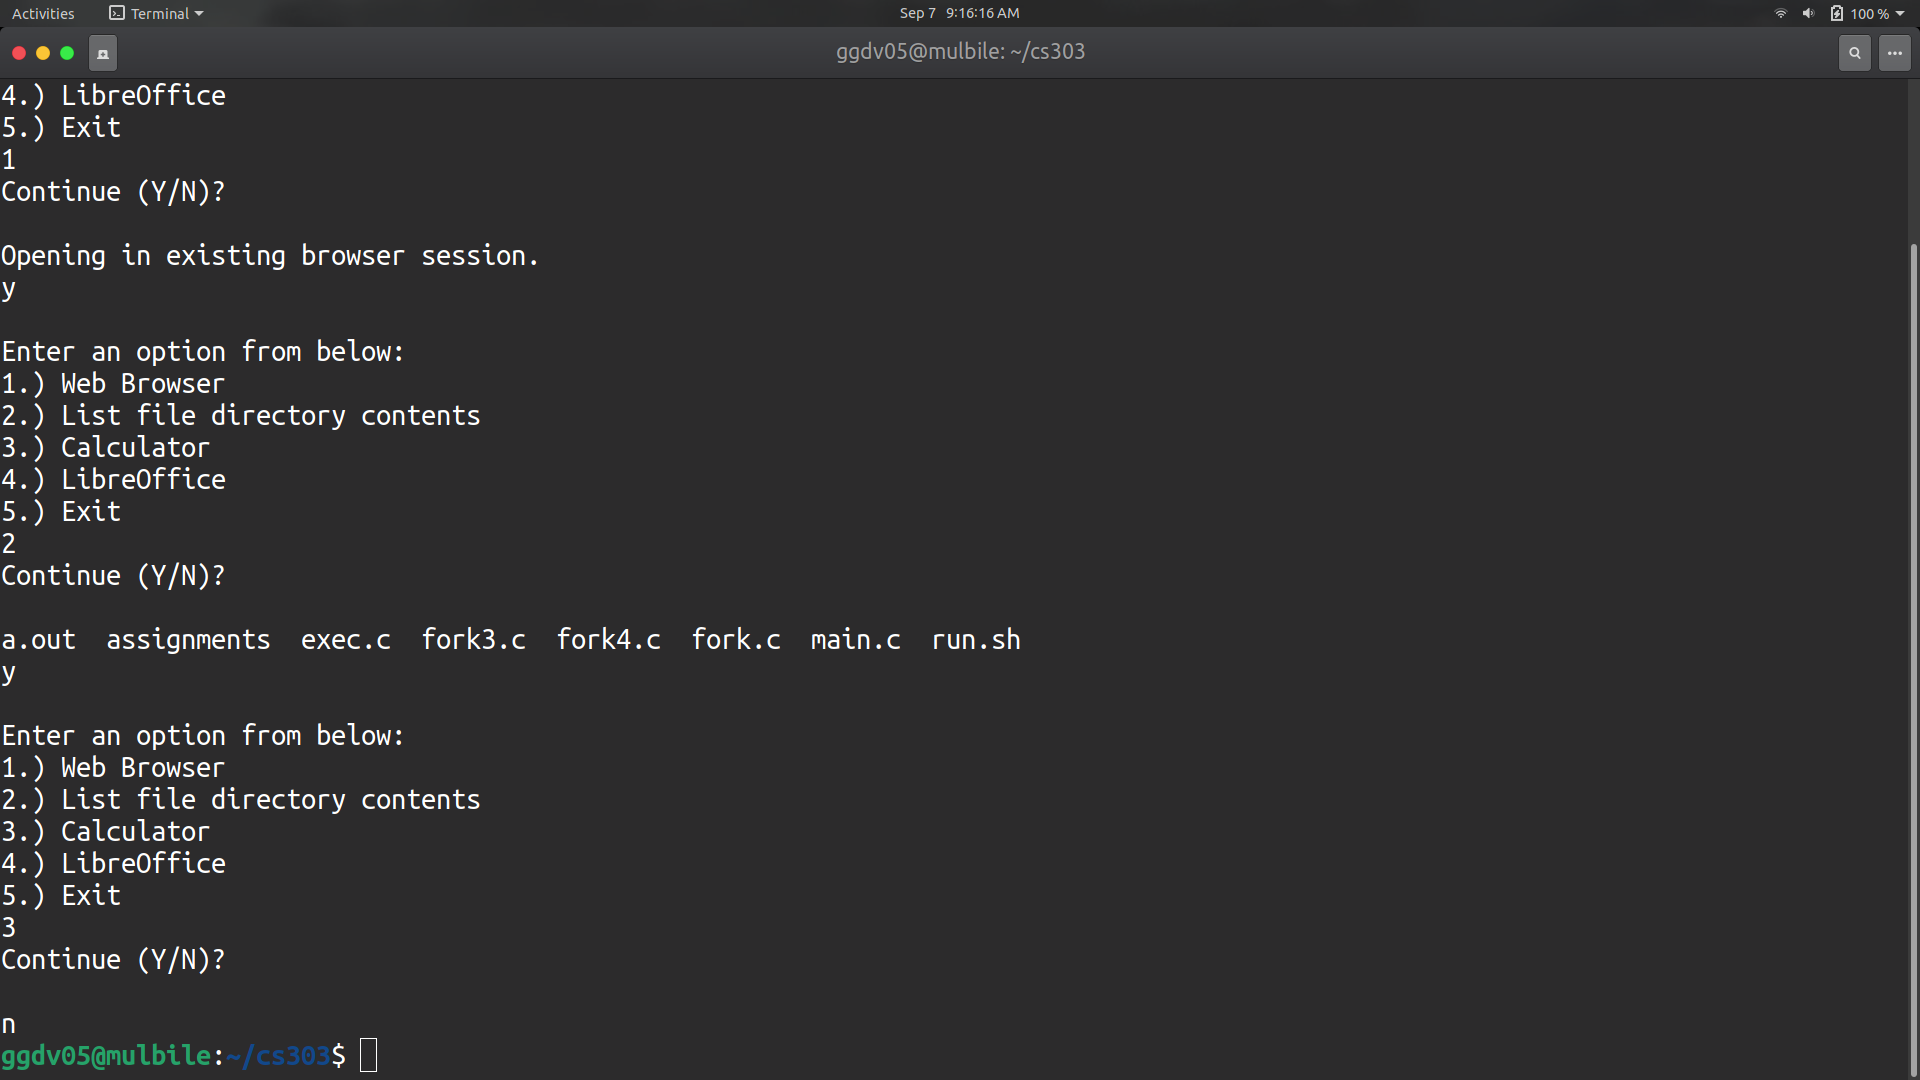 Activities Terminal Sep 7 9:16:16 AM 100 %
ggdv05@mulbile: ~/cs303
4.) LibreOffice
5.) Exit
1
Continue (Y/N)?
Opening in existing browser session.
y
Enter an option from below:
1.) Web Browser
2.) List file directory contents
3.) Calculator
4.) LibreOffice
5.) Exit
2
Continue (Y/N)?
a.out assignments exec.c fork3.c fork4.c fork.c main.c run.sh
y
Enter an option from below:
1.) Web Browser
2.) List file directory contents
3.) Calculator
4.) LibreOffice
5.) Exit
3
Continue (Y/N)?
n
ggdv05@mulbile:~/cs303$